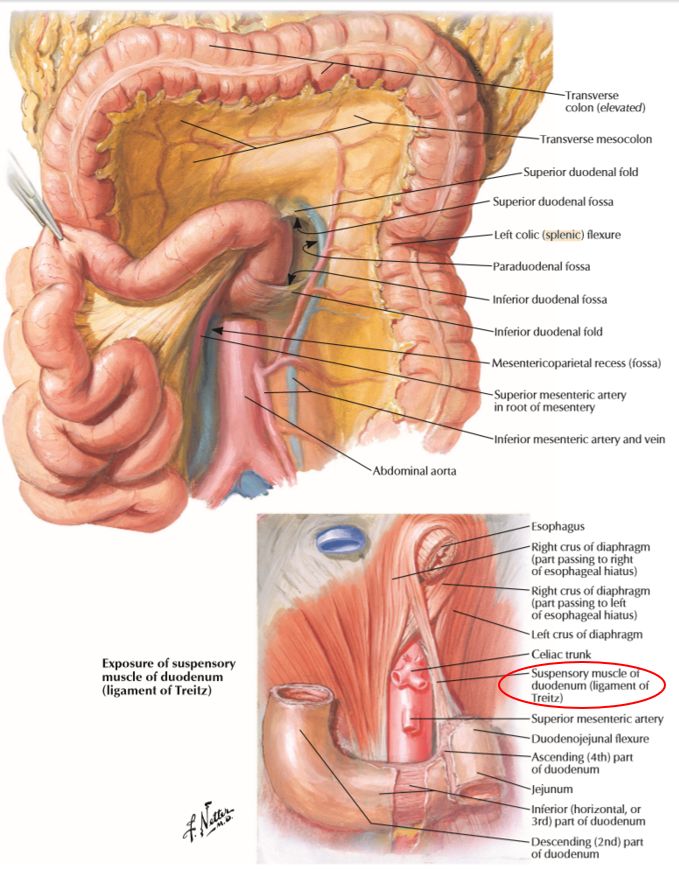 Transverse
colon (elevated)
Transverse mesocolon
Superior duodenal fold
Superior duodenal fossa
Left colic (splenic) flexure
Paraduodenal fossa
Inferior duodenal fossa
Inferior duodenal fold
Mesentericoparietal recess (fossa)
Superior mesenteric artery
in root of mesentery
Inferior mesenteric artery and vein
Abdominal aorta
Exposure of suspensory
muscle of duodenum
(ligament of Treitz)
Esophagus
Right crus of diaphragm
(part passing to right
of esophageal hiatus)
Right crus of diaphragm
(part passing to left
of esophageal hiatus)
Left crus of diaphragm
Celiac trunk
Suspensory muscle of
duodenum (ligament of
Treitz)
Superior mesenteric artery
Duodenojejunal flexure
Ascending (4th) part
of duodenum
Jejunum
Inferior (horizontal, or
3rd) part of duodenum
Descending (2nd) part
of duodenum
F. Netter
M.D.